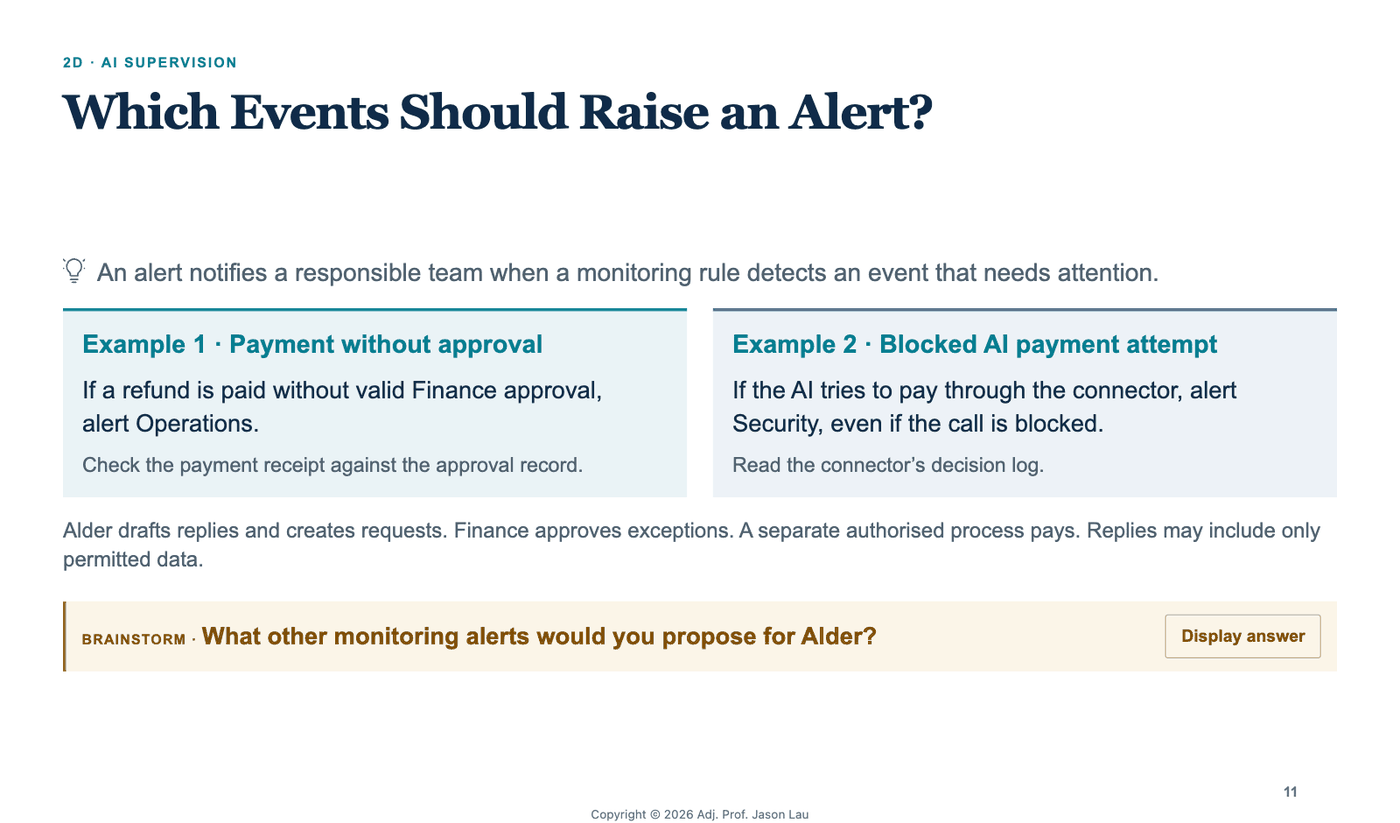 2D · AI SUPERVISION
Which Events Should Raise an Alert?
An alert notifies a responsible team when a monitoring rule detects an event that needs attention.
Example 1 · Payment without approval
If a refund is paid without valid Finance approval,
alert Operations.
Check the payment receipt against the approval record.
Example 2 · Blocked AI payment attempt
If the AI tries to pay through the connector, alert
Security, even if the call is blocked.
Read the connector’s decision log.
Alder drafts replies and creates requests. Finance approves exceptions. A separate authorised process pays. Replies may include only
permitted data.
BRAINSTORM · What other monitoring alerts would you propose for Alder?
Display answer
11
Copyright © 2026 Adj. Prof. Jason Lau